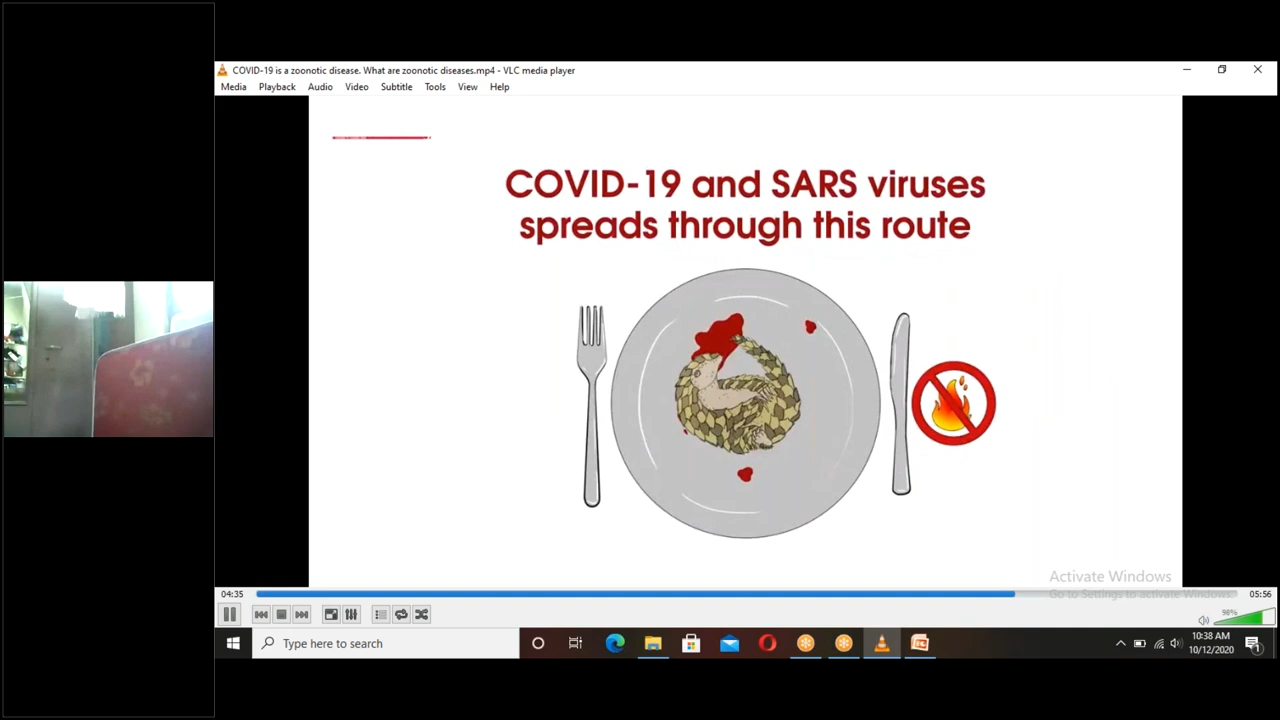 COVID-19 is a zoonotic disease. What are zoonotic diseases.mp4 - VLC media player
Media Playback Audio Video Subtitle Tools View Help
COVID-19 and SARS viruses
spreads through this route
Activate Windows
Go to Settings to activate Windows.
04:35
05:56
98%
Type here to search
10:38 AM
10/12/2020
1